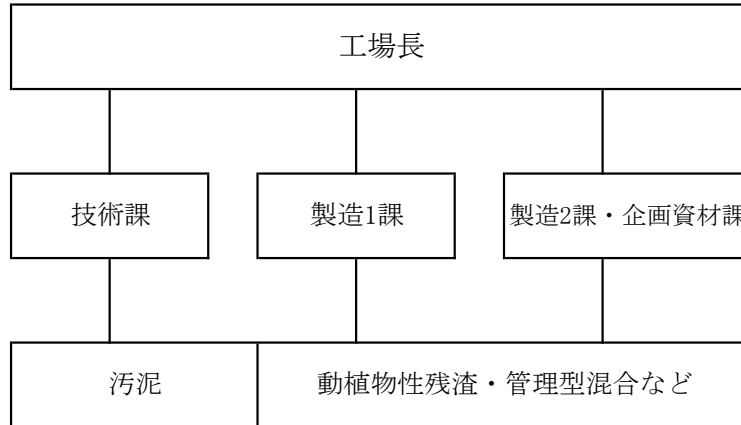 工場長
技術課
製造1課
製造2課・企画資材課
汚泥
動植物性残渣・管理型混合など